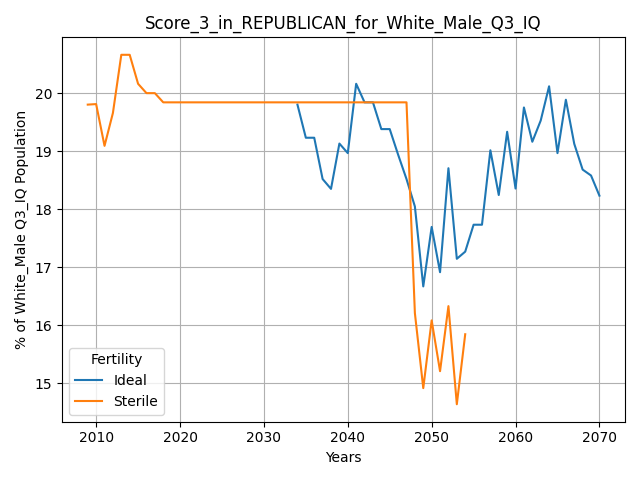 Score_3_in_REPUBLICAN_for_White_Male_Q3_IQ
% of White_Male Q3_IQ Population
20
19
18
17
16
15
Fertility
Ideal
Sterile
2010 2020 2030 2040 2050 2060 2070
Years